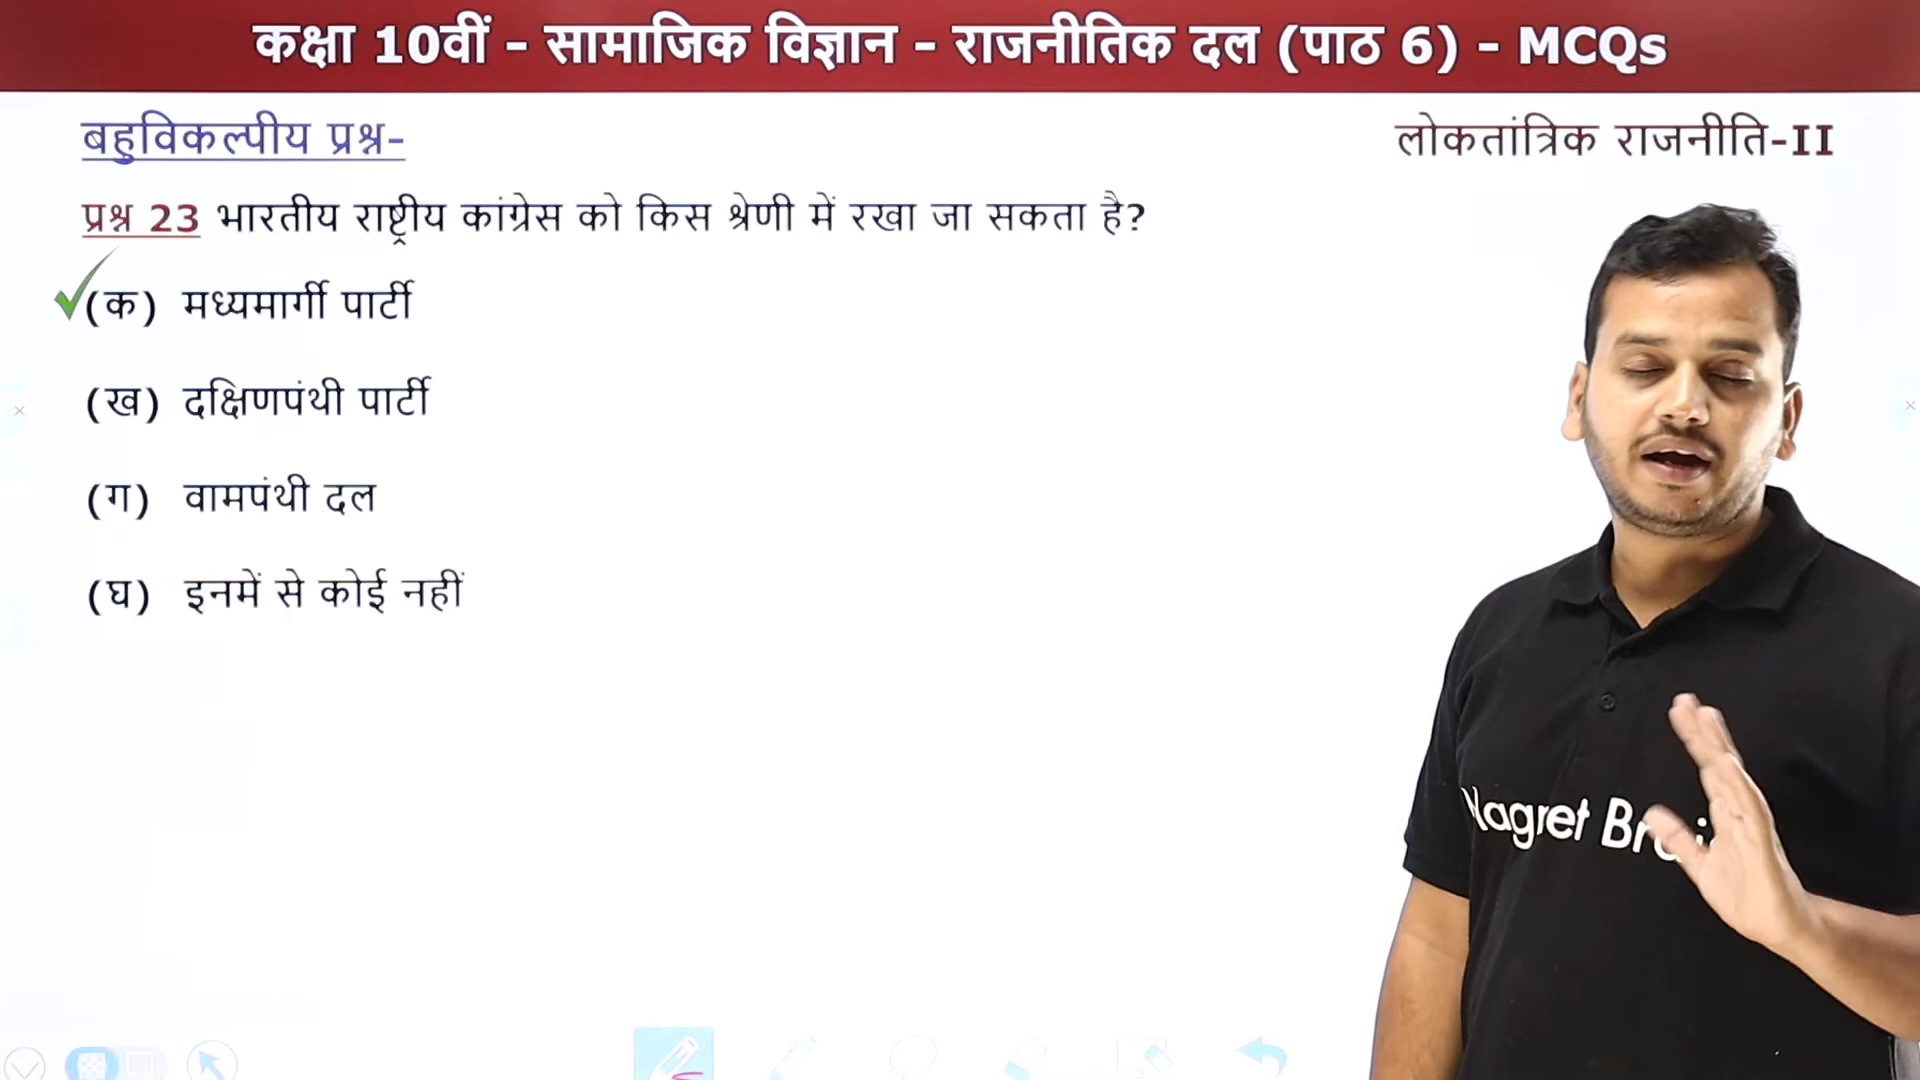 कक्षा 10वीं - सामाजिक विज्ञान - राजनीतिक दल (पाठ 6) - MCQs
बहुविकल्पीय प्रश्न-
लोकतांत्रिक राजनीति-II
प्रश्न 23 भारतीय राष्ट्रीय कांग्रेस को किस श्रेणी में रखा जा सकता है?
(क) मध्यमार्गी पार्टी
(ख) दक्षिणपंथी पार्टी
(ग) वामपंथी दल
(घ) इनमें से कोई नहीं